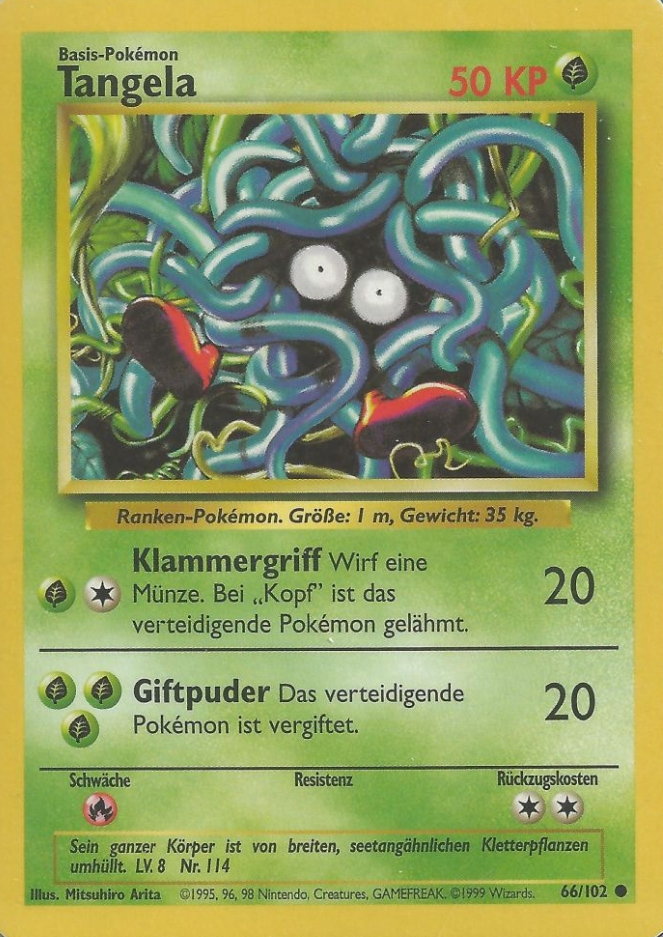 Basis-Pokémon
Tangela
50 KP
Ranken-Pokémon. Größe: 1 m, Gewicht: 35 kg.
Klammergriff Wirf eine
Münze. Bei „Kopf” ist das
verteidigende Pokémon gelähmt.
20
Giftpuder Das verteidigende
Pokémon ist vergiftet.
20
Schwäche Resistenz Rückzugskosten
Sein ganzer Körper ist von breiten, seetangähnlichen Kletterpflanzen
umhüllt. LV. 8 Nr. 114
Illus. Mitsuhiro Arita ©1995, 96, 98 Nintendo, Creatures, GAMEFREAK. ©1999 Wizards. 66/102